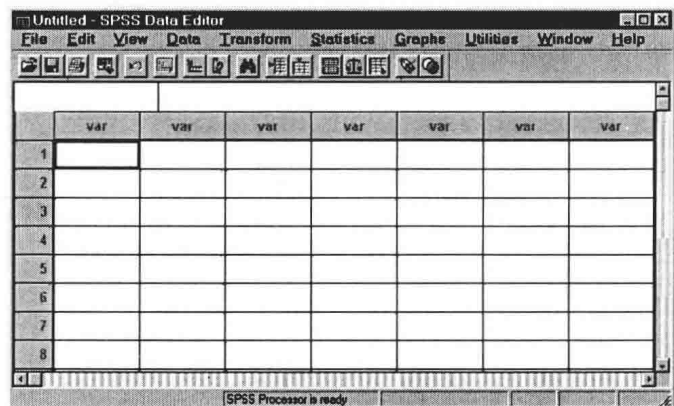 Untitled - SPSS Data Editor
File Edit View Data Transform Statistics Graphs Utilities Window Help
var var var var var var var
1
2
3
4
5
6
7
8
SPSS Processor is ready